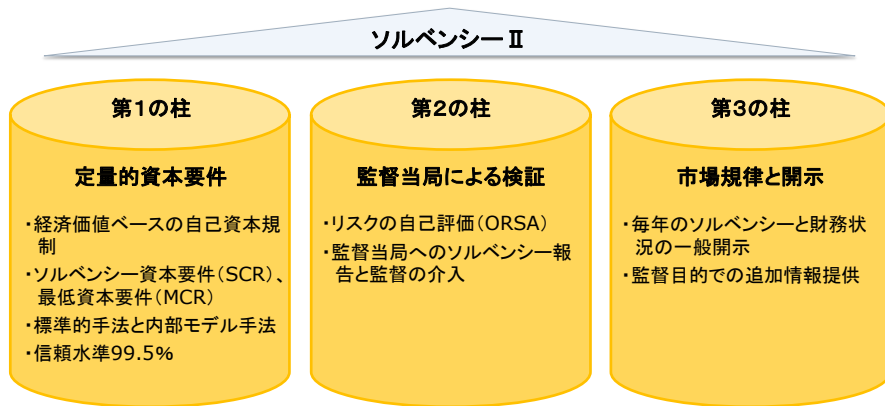 ソルベンシーⅡ
第1の柱
定量的資本要件
・経済価値ベースの自己資本規
制
・ソルベンシー資本要件(SCR)、
最低資本要件(MCR)
・標準的手法と内部モデル手法
・信頼水準99.5%
第2の柱
監督当局による検証
・リスクの自己評価(ORSA)
・監督当局へのソルベンシー報
告と監督の介入
第3の柱
市場規律と開示
・毎年のソルベンシーと財務状
況の一般開示
・監督目的での追加情報提供